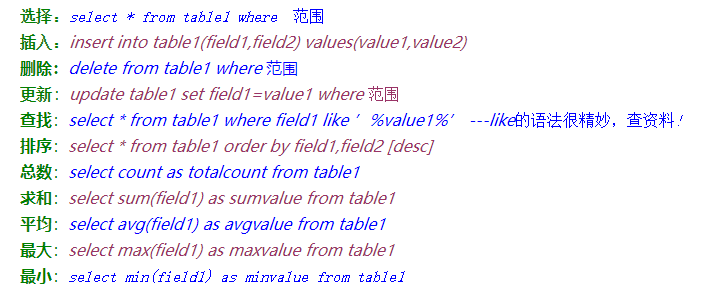 选择：select * from table1 where 范围
插入：insert into table1(field1,field2) values(value1,value2)
删除：delete from table1 where 范围
更新：update table1 set field1=value1 where 范围
查找：select * from table1 where field1 like ’%value1%’ ---like的语法很精妙，查资料!
排序：select * from table1 order by field1,field2 [desc]
总数：select count as totalcount from table1
求和：select sum(field1) as sumvalue from table1
平均：select avg(field1) as avgvalue from table1
最大：select max(field1) as maxvalue from table1
最小：select min(field1) as minvalue from table1